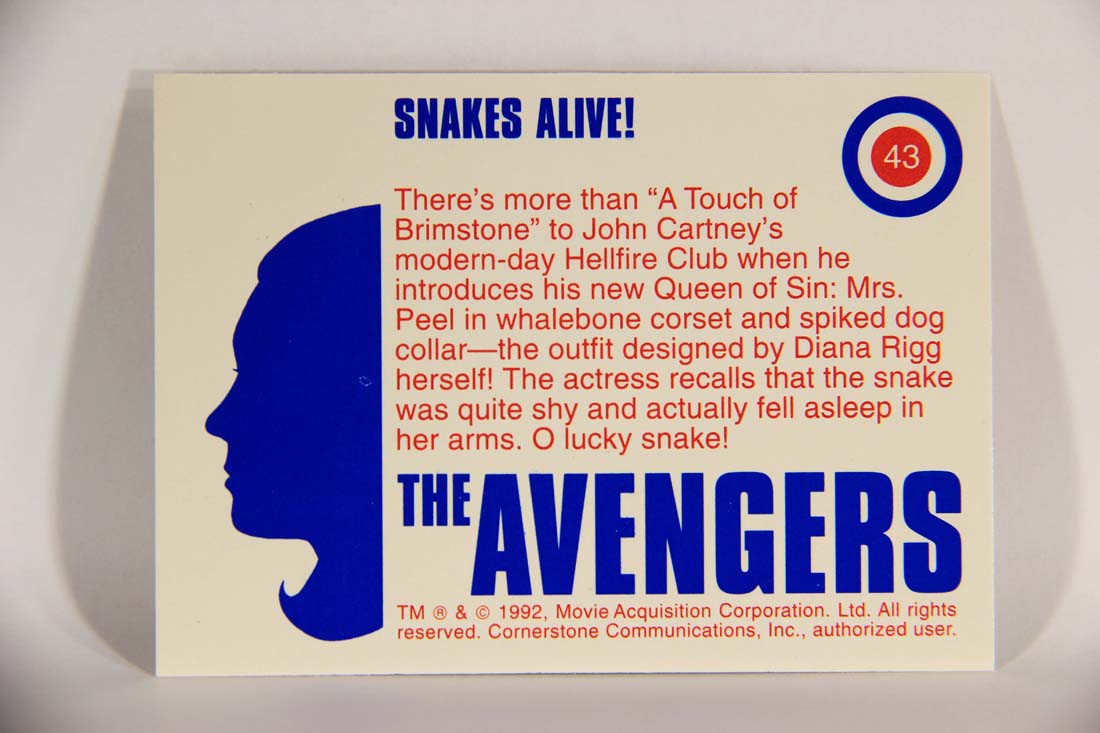 SNAKES ALIVE!
43
There's more than “A Touch of
Brimstone” to John Cartney's
modern-day Hellfire Club when he
introduces his new Queen of Sin: Mrs.
Peel in whalebone corset and spiked dog
collar—the outfit designed by Diana Rigg
herself! The actress recalls that the snake
was quite shy and actually fell asleep in
her arms. O lucky snake!
THE AVENGERS
TM ® & © 1992, Movie Acquisition Corporation. Ltd. All rights
reserved. Cornerstone Communications, Inc., authorized user.